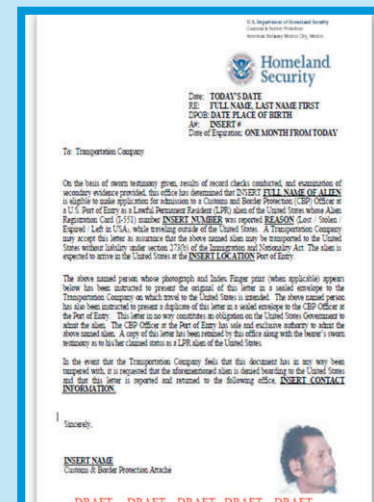 U.S. Department of Homeland Security
Customs & Border Protection
American Embassy Mexico City, Mexico
Homeland
Security
Date: TODAY'S DATE
RE: FULL NAME, LAST NAME FIRST
DPOB: DATE PLACE OF BIRTH
A#: INSERT #
Date of Expiration: ONE MONTH FROM TODAY
To: Transportation Company
On the basis of sworn testimony given, results of record checks conducted, and examination of
secondary evidence provided, this office has determined that INSERT FULL NAME OF ALIEN
is eligible to make application for admission to a Customs and Border Protection (CBP) Officer at
a U.S. Port of Entry as a Lawful Permanent Resident (LPR) alien of the United States whose Alien
Registration Card (I-551) number INSERT NUMBER was reported REASON (Lost / Stolen /
Expired / Left in USA), while traveling outside of the United States. A Transportation Company
may accept this letter as assurance that the above named alien may be transported to the United
States without liability under section 273(b) of the Immigration and Nationality Act. The alien is
expected to arrive in the United States at the INSERT LOCATION Port of Entry.
The above named person whose photograph and Index Finger print (when applicable) appears
below has been instructed to present the original of this letter in a sealed envelope to the
Transportation Company on which travel to the United States is intended. The above named person
has also been instructed to present a duplicate of this letter in a sealed envelope to the CBP Officer at
the Port of Entry. This letter in no way constitutes an obligation on the United States Government to
admit the alien. The CBP Officer at the Port of Entry has sole and exclusive authority to admit the
above named alien. A copy of this letter has been retained by this office along with the bearer's sworn
testimony as to his/her claimed status as a LPR alien of the United States.
In the event that the Transportation Company feels that this document has in any way been
tampered with, it is requested that the aforementioned alien is denied boarding to the United States
and that this letter is reported and returned to the following office, INSERT CONTACT
INFORMATION.
Sincerely,
INSERT NAME
Customs & Border Protection Attaché
DRAFT DRAFT DRAFT DRAFT DRAFT